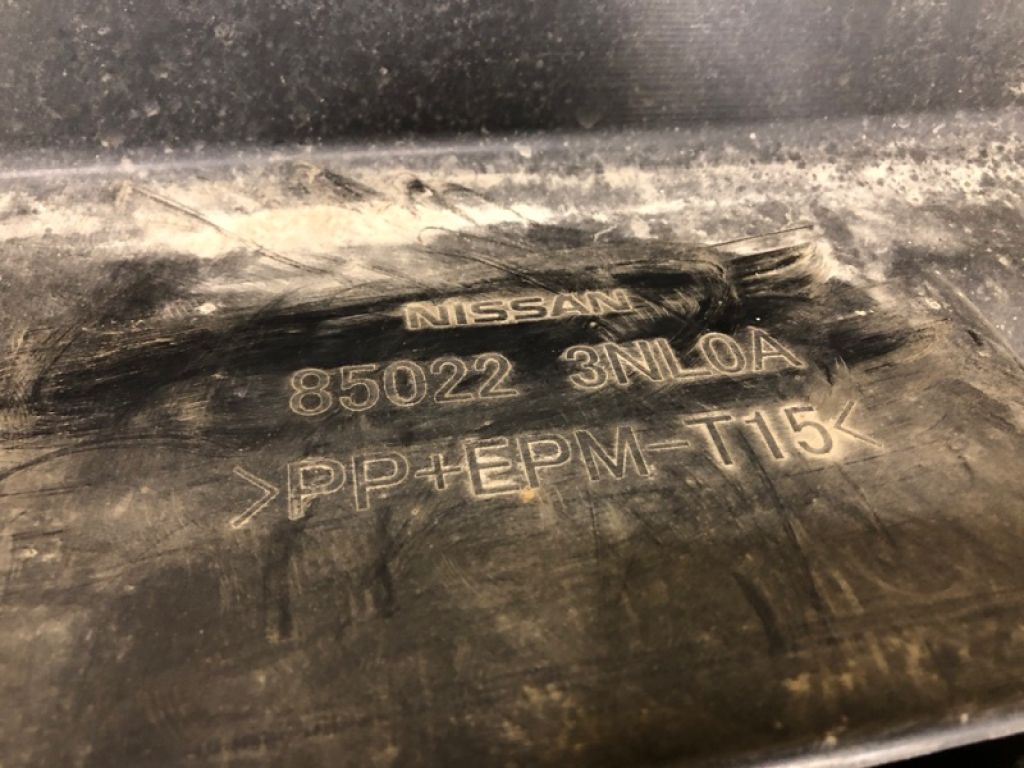 NISSAN
85022 3NL0A
>PP+EPM-T15<